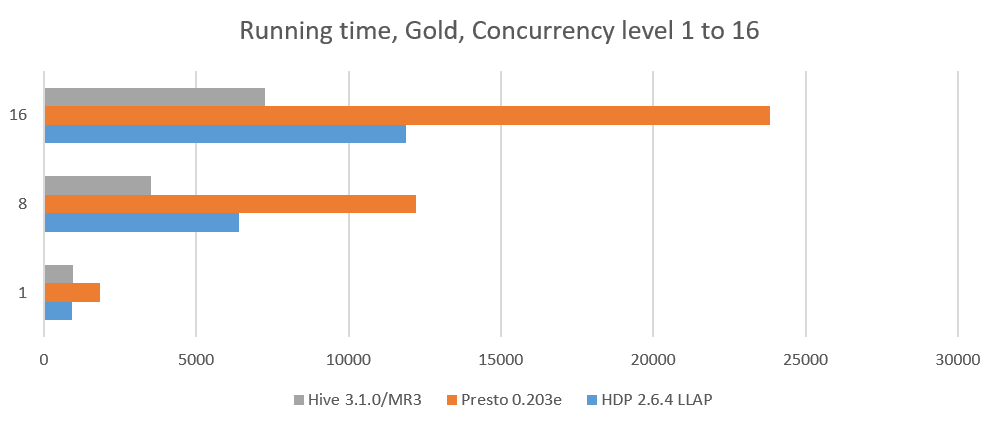 Running time, Gold, Concurrency level 1 to 16
16
8
1
0 5000 10000 15000 20000 25000 30000
Hive 3.1.0/MR3 Presto 0.203e HDP 2.6.4 LLAP